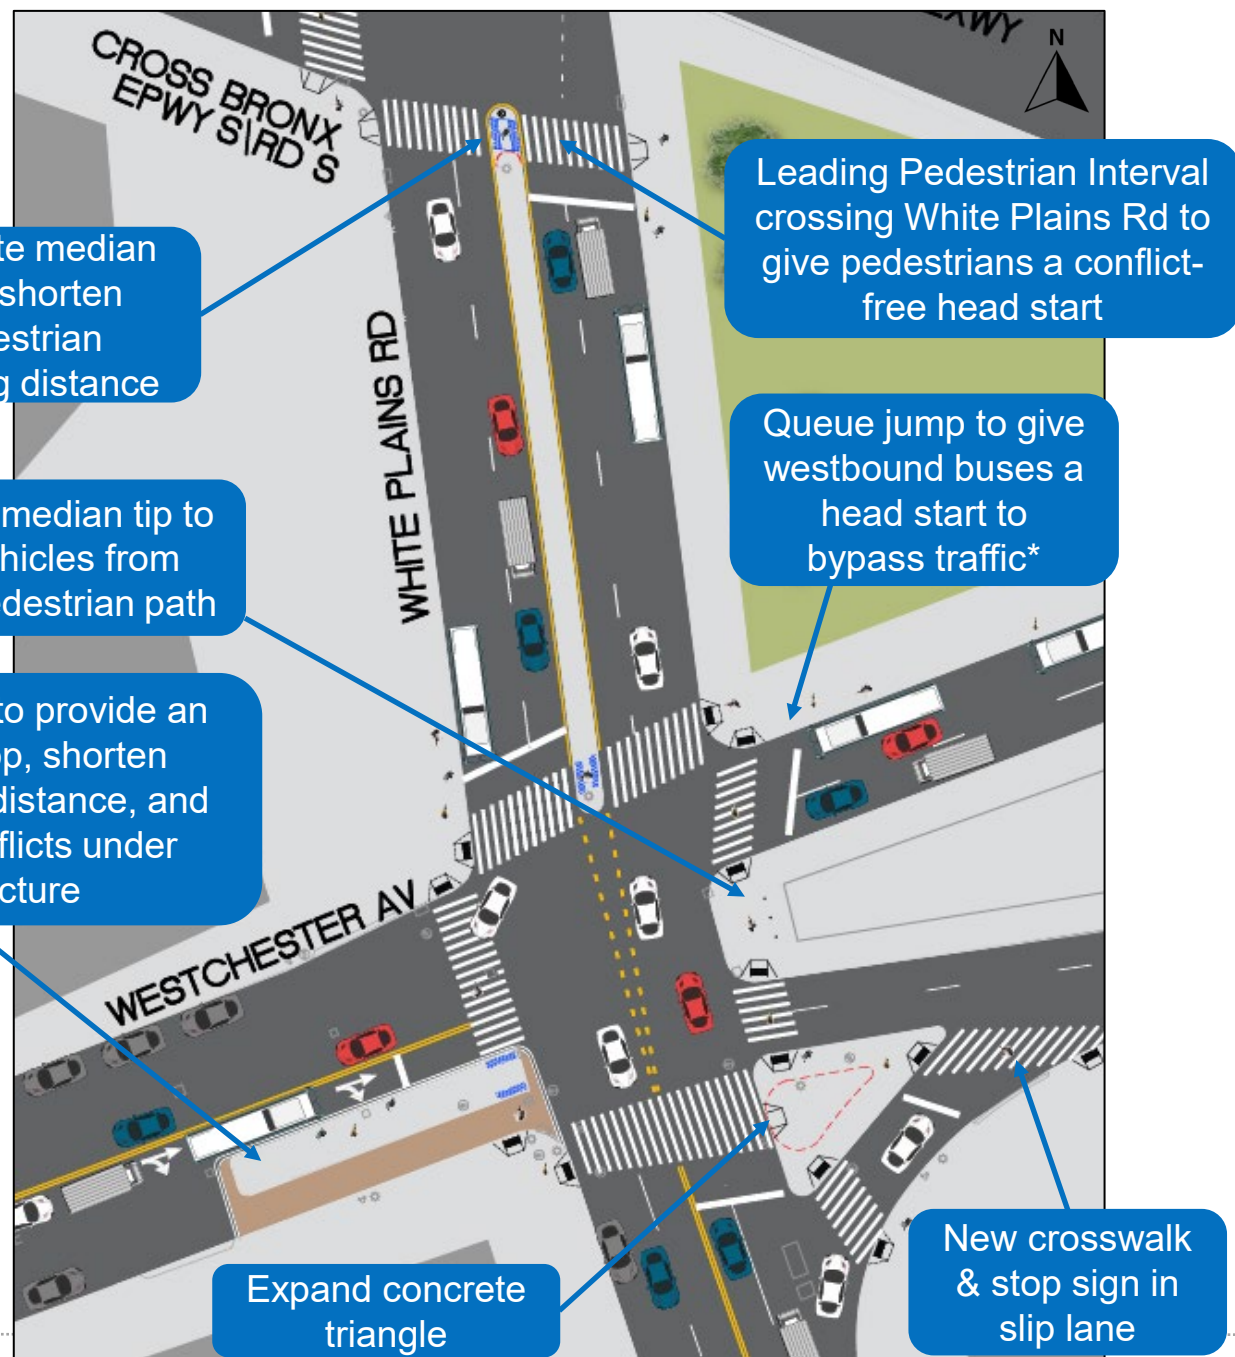 EXWY
N
CROSS BRONX
EPWY S\RD S
Leading Pedestrian Interval
crossing White Plains Rd to
give pedestrians a conflict-
free head start
te median
shorten
estrian
g distance
WHITE PLAINS RD
Queue jump to give
westbound buses a
head start to
bypass traffic*
median tip to
hicles from
edestrian path
to provide an
op, shorten
distance, and
flicts under
cture
WESTCHESTER AV
New crosswalk
& stop sign in
slip lane
Expand concrete
triangle